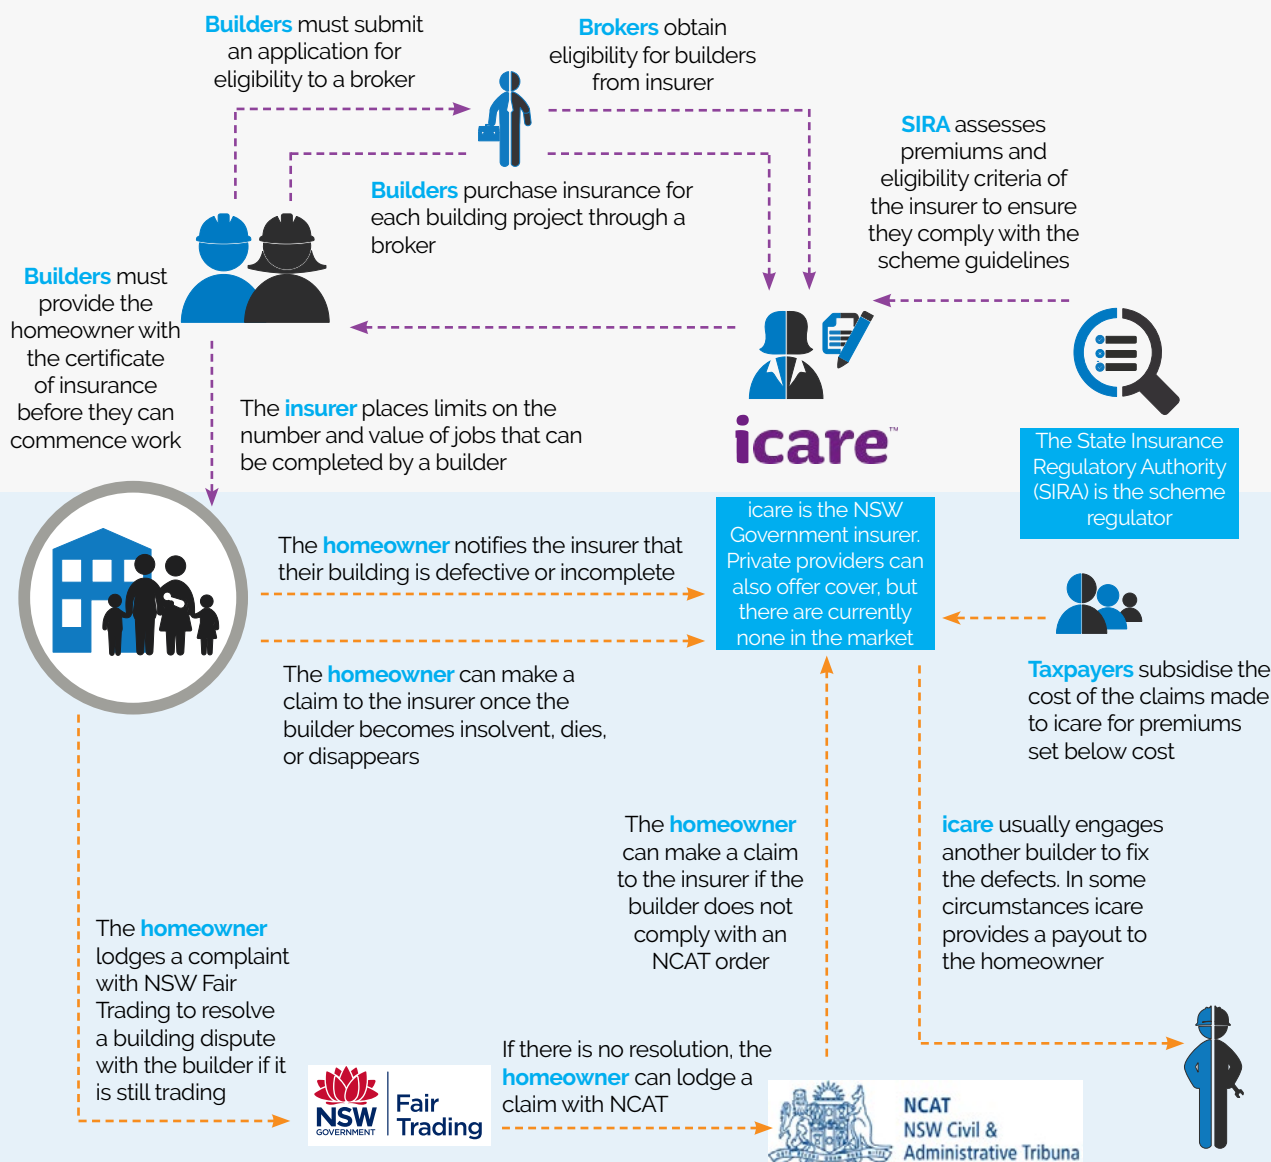 Builders must submit
an application for
eligibility to a broker
Brokers obtain
eligibility for builders
from insurer
SIRA assesses
premiums and
eligibility criteria of
the insurer to ensure
they comply with the
scheme guidelines
Builders purchase insurance for
each building project through a
broker
Builders must
provide the
homeowner with
the certificate
of insurance
before they can
commence work
The insurer places limits on the
number and value of jobs that can
be completed by a builder
icare™
The State Insurance
Regulatory Authority
(SIRA) is the scheme
regulator
icare is the NSW
Government insurer.
Private providers can
also offer cover, but
there are currently
none in the market
The homeowner notifies the insurer that
their building is defective or incomplete
The homeowner can make a
claim to the insurer once the
builder becomes insolvent, dies,
or disappears
Taxpayers subsidise the
cost of the claims made
to icare for premiums
set below cost
The homeowner
can make a claim
to the insurer if the
builder does not
comply with an
NCAT order
icare usually engages
another builder to fix
the defects. In some
circumstances icare
provides a payout to
the homeowner
The homeowner
lodges a complaint
with NSW Fair
Trading to resolve
a building dispute
with the builder if it
is still trading
NSW
GOVERNMENT
Fair
Trading
If there is no resolution, the
homeowner can lodge a
claim with NCAT
NCAT
NSW Civil &
Administrative Tribuna